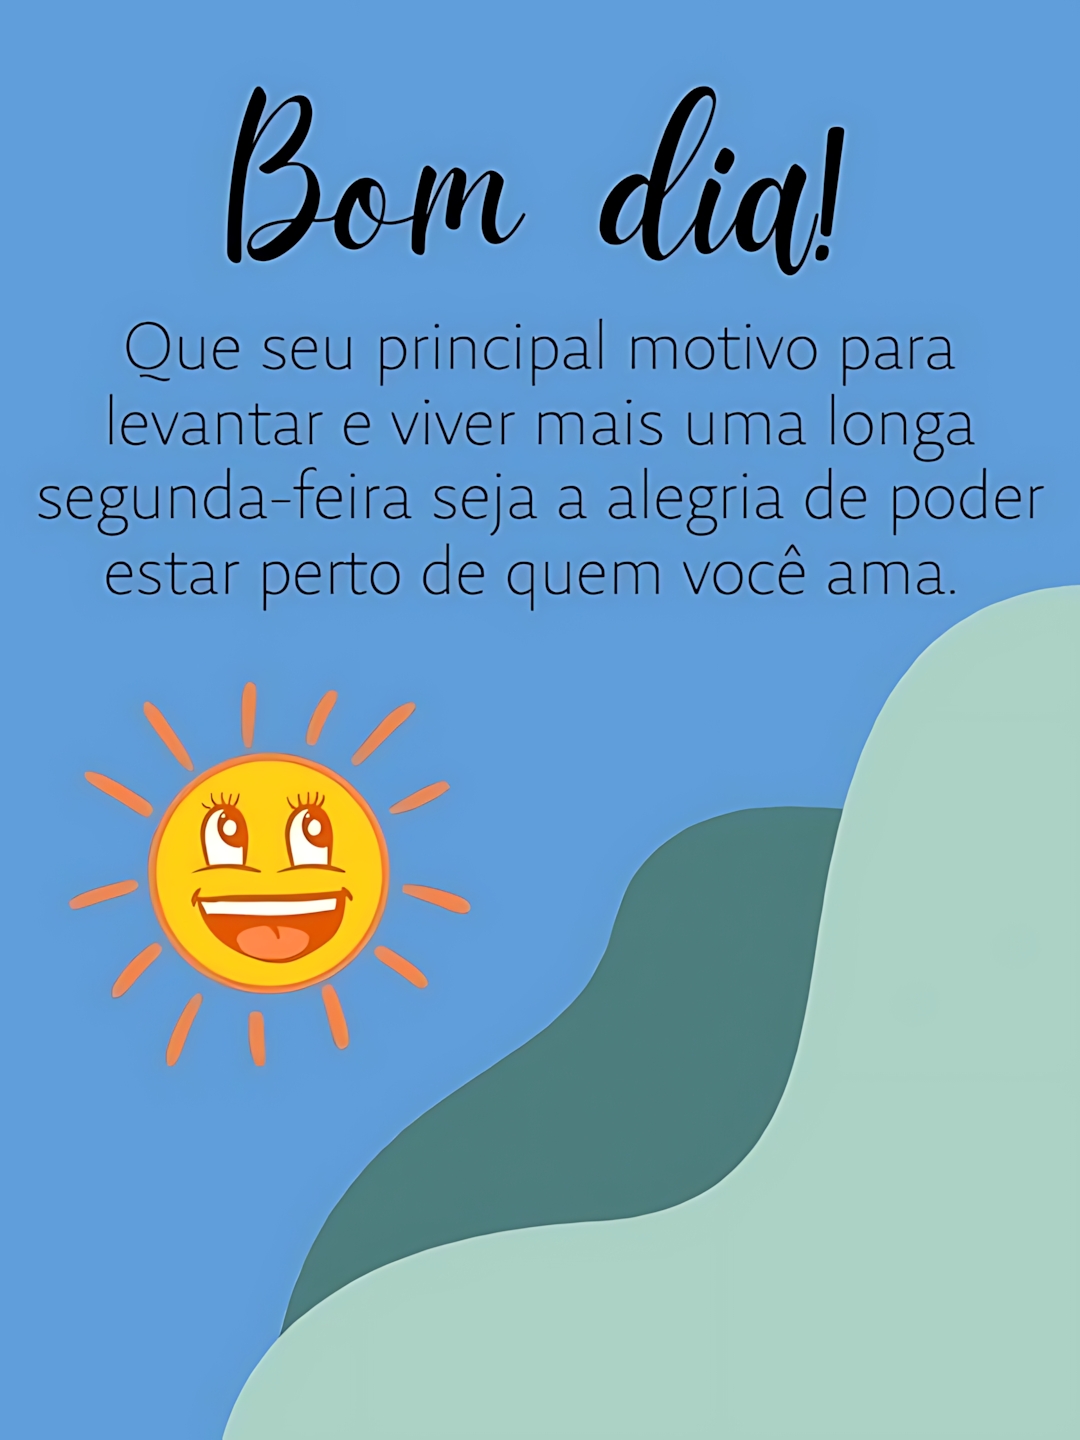 Bom dia!
Que seu principal motivo para
levantar e viver mais uma longa
segunda-feira seja a alegria de poder
estar perto de quem você ama.